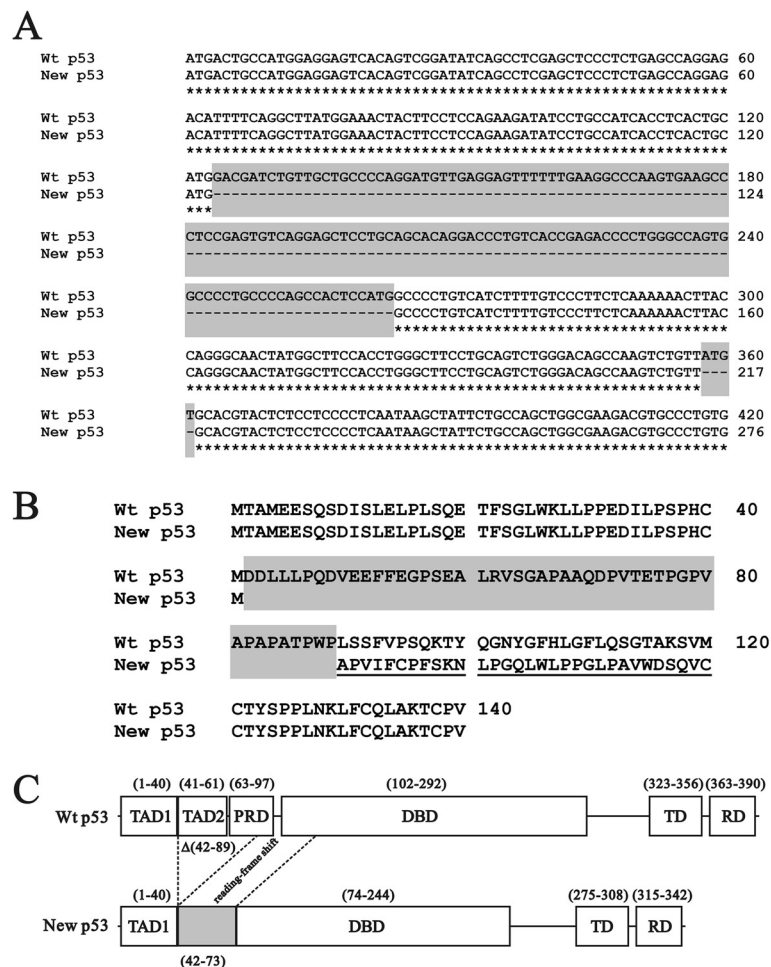 A
Wt p53 ATGACTGCCATGGAGGAGTCACAGTCGGATATCAGCCTCGAGCTCCCTCTGAGCCAGGAG 60
New p53 ATGACTGCCATGGAGGAGTCACAGTCGGATATCAGCCTCGAGCTCCCTCTGAGCCAGGAG 60
************************************************************
Wt p53 ACATTTTCAGGCTTATGGAAACTACTTCCTCCAGAAGATATCCTGCCATCACCTCACTGC 120
New p53 ACATTTTCAGGCTTATGGAAACTACTTCCTCCAGAAGATATCCTGCCATCACCTCACTGC 120
************************************************************
Wt p53 ATGGACGATCTGTTGCTGCCCCAGGATGTTGAGGAGTTTTTTGAAGGCCCAAGTGAAGCC 180
New p53 ATG--------------------------------------------------------- 124
***
Wt p53 CTCCGAGTGTCAGGAGCTCCTGCAGCACAGGACCCTGTCACCGAGACCCCTGGGCCAGTG 240
New p53 ------------------------------------------------------------
Wt p53 GCCCCTGCCCCAGCCACTCCATGGCCCCTGTCATCTTTTGTCCCTTCTCAAAAAACTTAC 300
New p53 -----------------------GCCCCTGTCATCTTTTGTCCCTTCTCAAAAAACTTAC 160
*************************************
Wt p53 CAGGGCAACTATGGCTTCCACCTGGGCTTCCTGCAGTCTGGGACAGCCAAGTCTGTTATG 360
New p53 CAGGGCAACTATGGCTTCCACCTGGGCTTCCTGCAGTCTGGGACAGCCAAGTCTGTT--- 217
*********************************************************
Wt p53 TGCACGTACTCTCCTCCCCTCAATAAGCTATTCTGCCAGCTGGCGAAGACGTGCCCTGTG 420
New p53 -GCACGTACTCTCCTCCCCTCAATAAGCTATTCTGCCAGCTGGCGAAGACGTGCCCTGTG 276
***********************************************************
B
Wt p53 MTAMEESQSDISLELPLSQE TFSGLWKLLPPEDILPSPHC 40
New p53 MTAMEESQSDISLELPLSQE TFSGLWKLLPPEDILPSPHC
Wt p53 MDDLLLPQDVEEFFEGPSEA LRVSGAPAAQDPVTETPGPV 80
New p53 M
Wt p53 APAPATPWPLSSFVPSQKTY QGNYGFHLGFLQSGTAKSVM 120
New p53 APVIFCPFSKN LPGQLWLPPGLPAVWDSQVC
Wt p53 CTYSPPLNKLFCQLAKTCPV 140
New p53 CTYSPPLNKLFCQLAKTCPV
C
(1-40) (41-61) (63-97) (102-292) (323-356) (363-390)
Wt p53 TAD1 TAD2 PRD DBD TD RD
Δ(42-89)
reading-frame shift
(1-40) (74-244) (275-308) (315-342)
New p53 TAD1 DBD TD RD
(42-73)